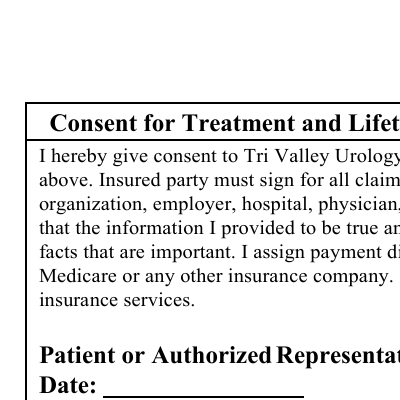 Consent for Treatment and Lifet
I hereby give consent to Tri Valley Urology
above. Insured party must sign for all claim
organization, employer, hospital, physician,
that the information I provided to be true an
facts that are important. I assign payment di
Medicare or any other insurance company.
insurance services.
Patient or Authorized Representat
Date: